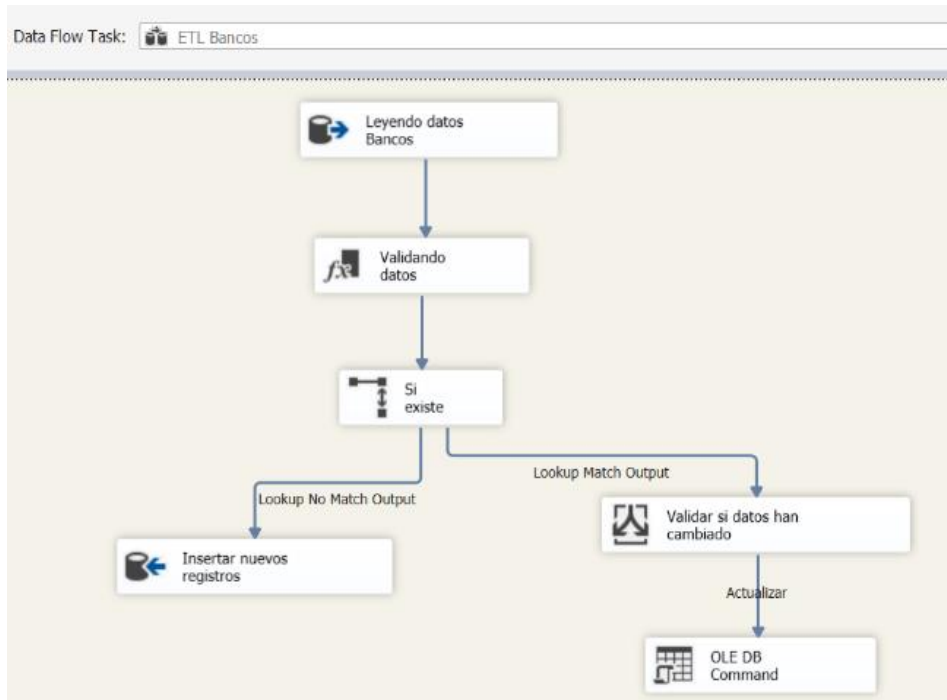 Data Flow Task: ETL Bancos
Leyendo datos
Bancos
Validando
datos
Si
existe
Lookup Match Output
Lookup No Match Output
Validar si datos han
cambiado
Insertar nuevos
registros
Actualizar
OLE DB
Command